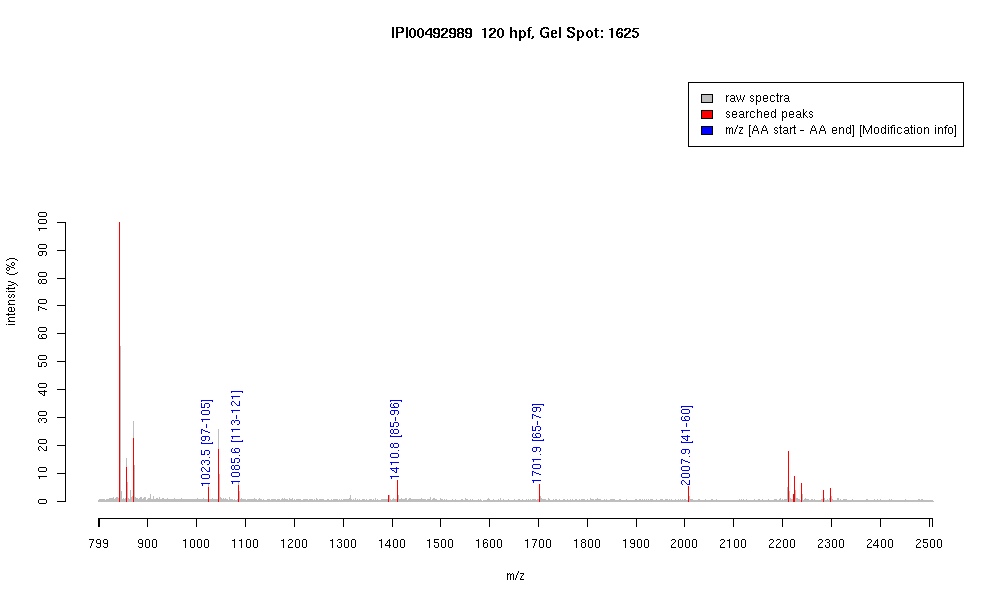 IPI00492989  120 hpf, Gel Spot: 1625
raw spectra
searched peaks
m/z [AA start - AA end] [Modification info]
intensity (%)
100
90
80
70
60
50
40
30
20
10
0
1023.5 [97-105]
1085.6 [113-121]
1410.8 [85-96]
1701.9 [65-79]
2007.9 [41-60]
799 900 1000 1100 1200 1300 1400 1500 1600 1700 1800 1900 2000 2100 2200 2300 2400 2500
m/z